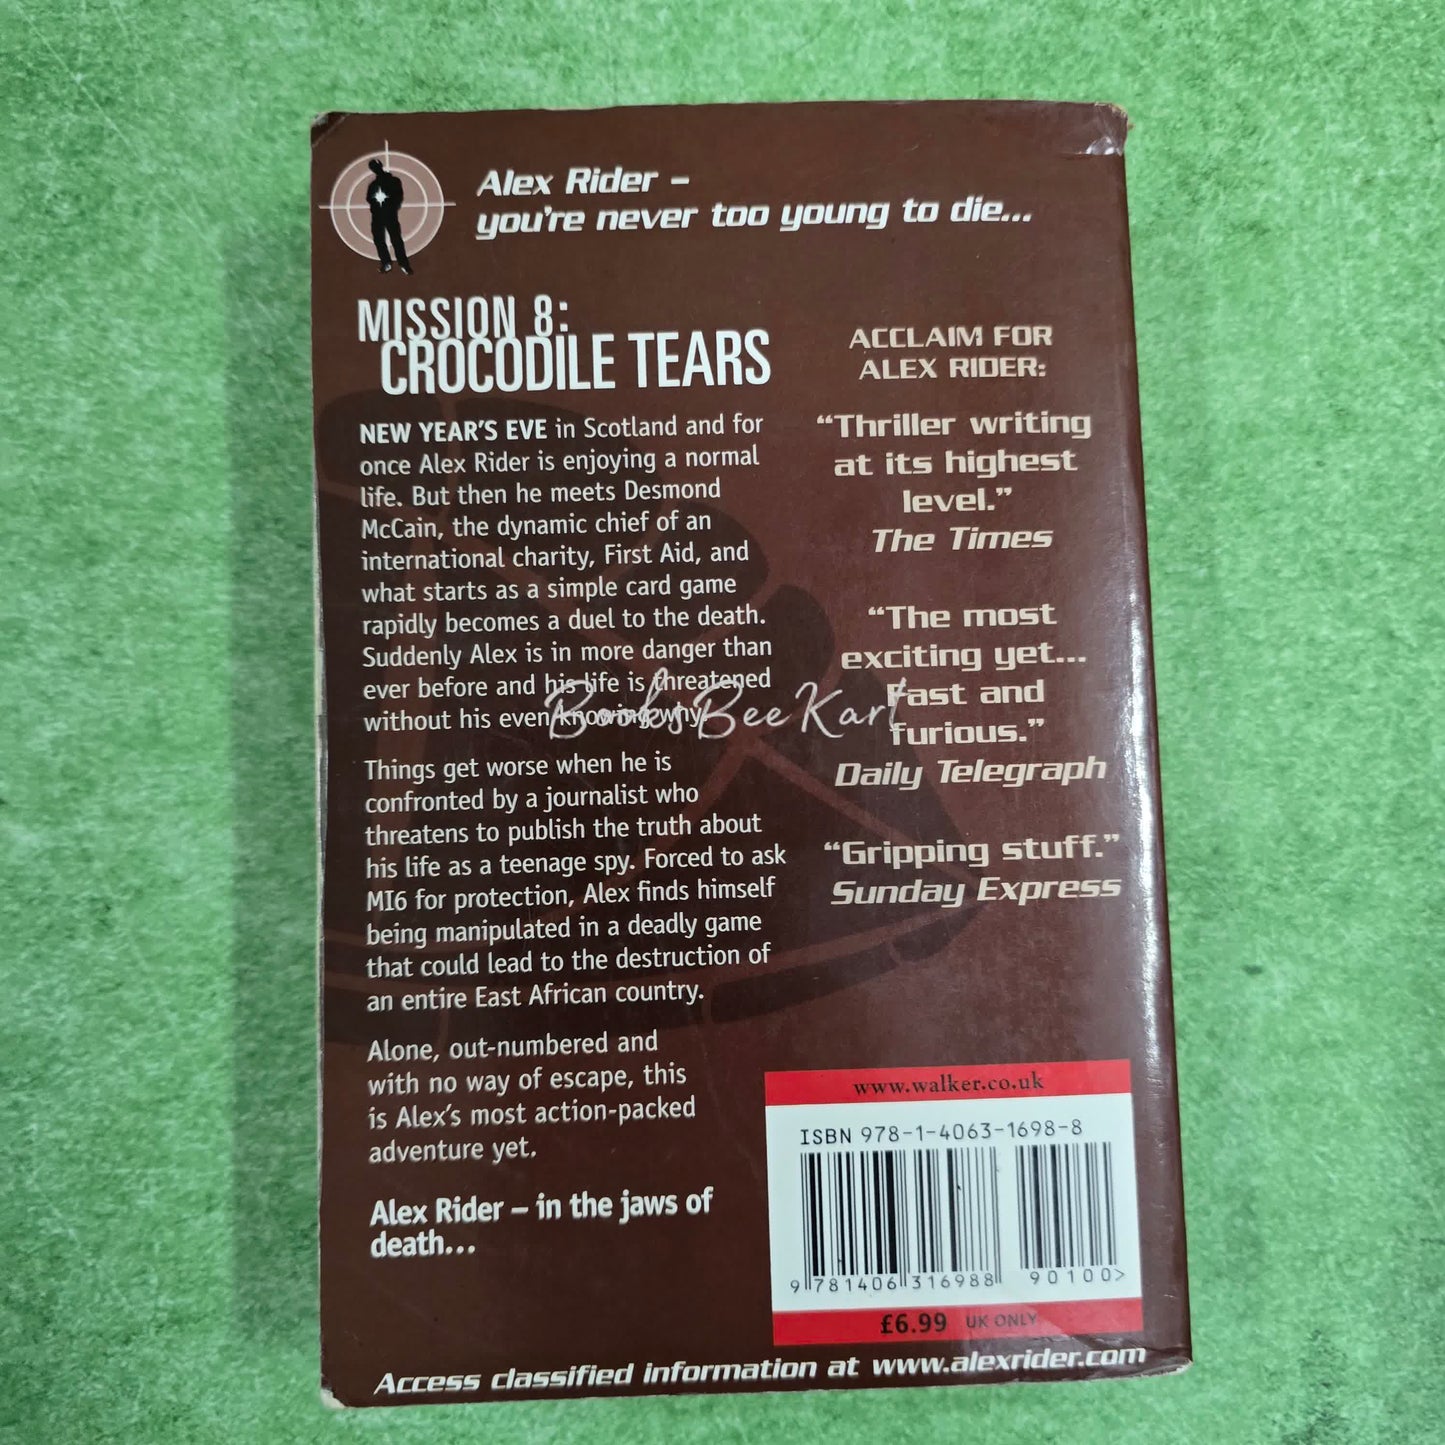 Alex Rider –
you're never too young to die...
MISSION 8:
CROCODILE TEARS
NEW YEAR'S EVE in Scotland and for
once Alex Rider is enjoying a normal
life. But then he meets Desmond
McCain, the dynamic chief of an
international charity, First Aid, and
what starts as a simple card game
rapidly becomes a duel to the death.
Suddenly Alex is in more danger than
ever before and his life is threatened
without his even knowing why.
Things get worse when he is
confronted by a journalist who
threatens to publish the truth about
his life as a teenage spy. Forced to ask
MI6 for protection, Alex finds himself
being manipulated in a deadly game
that could lead to the destruction of
an entire East African country.
Alone, out-numbered and
with no way of escape, this
is Alex's most action-packed
adventure yet.
Alex Rider – in the jaws of
death...
ACCLAIM FOR
ALEX RIDER:
“Thriller writing
at its highest
level.”
The Times
“The most
exciting yet...
Fast and
furious.”
Daily Telegraph
“Gripping stuff.”
Sunday Express
BooksBeeKart
www.walker.co.uk
ISBN 978-1-4063-1698-8
9 781406 316988
90100>
£6.99 UK ONLY
Access classified information at www.alexrider.com